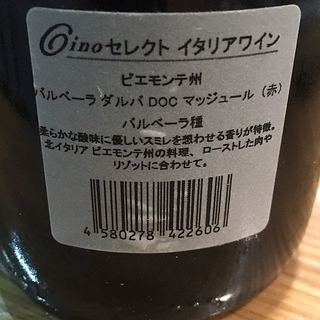 Oinoセレクト イタリアワイン
ピエモンテ州
バルベーラ ダルバ DOC マッジュール（赤）
バルベーラ種
柔らかな酸味に優しいスミレを想わせる香りが特徴。
北イタリア ピエモンテ州の料理、ローストした肉や
リゾットに合わせて。
4 580278 422606